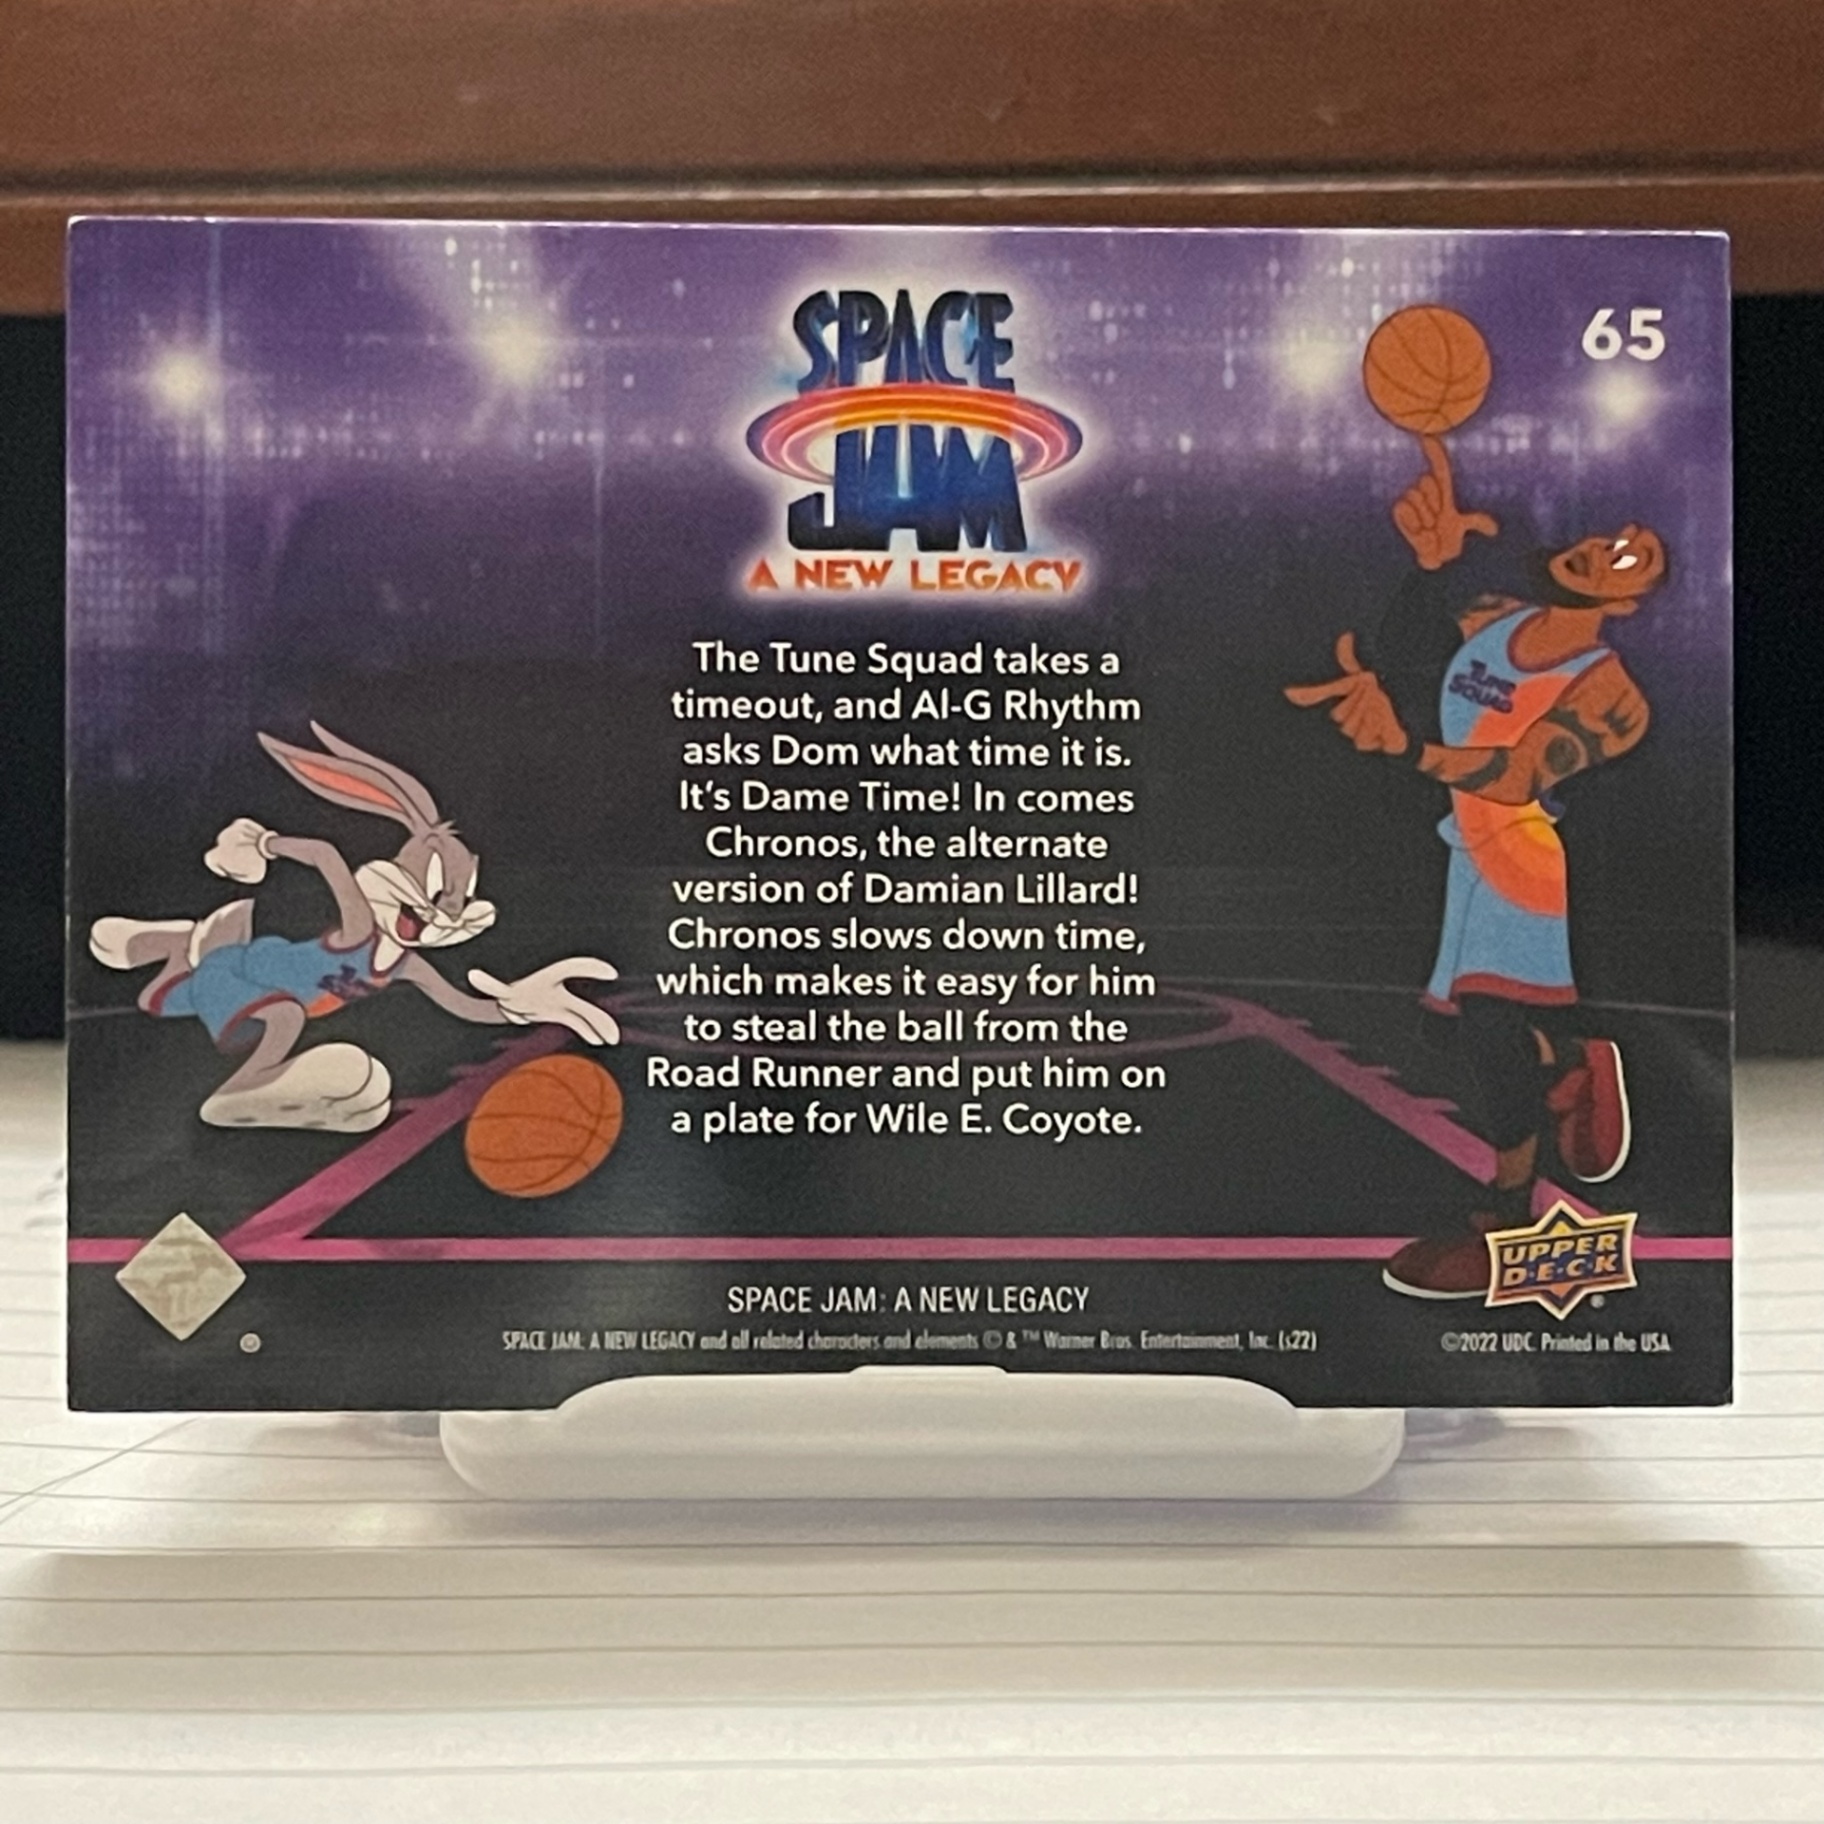 65
SPACE
JAM
A NEW LEGACY
The Tune Squad takes a
timeout, and Al-G Rhythm
asks Dom what time it is.
It's Dame Time! In comes
Chronos, the alternate
version of Damian Lillard!
Chronos slows down time,
which makes it easy for him
to steal the ball from the
Road Runner and put him on
a plate for Wile E. Coyote.
TUNE
SQUAD
UPPER
D•E•C•K
®
®
SPACE JAM: A NEW LEGACY
SPACE JAM: A NEW LEGACY and all related characters and elements © & ™ Warner Bros. Entertainment, Inc. (s22)
©2022 UDC. Printed in the USA